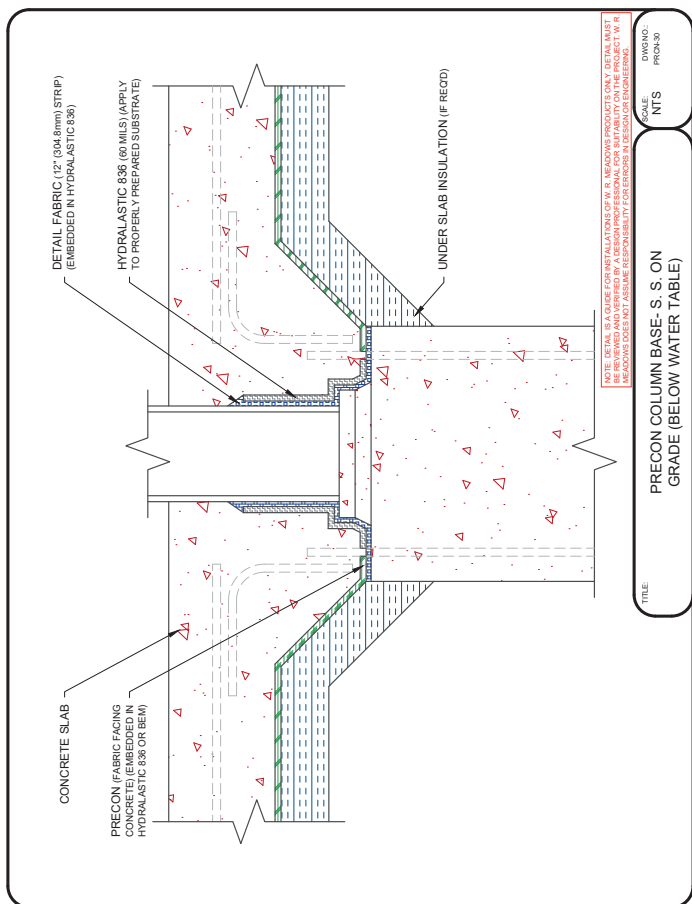 DETAIL FABRIC (12" (304.8mm) STRIP)
(EMBEDDED IN HYDRALASTIC 836)
HYDRALASTIC 836 (60 MILS) (APPLY
TO PROPERLY PREPARED SUBSTRATE)
UNDER SLAB INSULATION (IF REQ'D)
CONCRETE SLAB
PRECON (FABRIC FACING
CONCRETE) (EMBEDDED IN
HYDRALASTIC 836 OR BEM)
NOTE: DETAIL IS A GUIDE FOR INSTALLATIONS OF W. R. MEADOWS PRODUCTS ONLY. DETAIL MUST
BE REVIEWED AND VERIFIED BY A DESIGN PROFESSIONAL FOR SUITABILITY ON THE PROJECT. W. R.
MEADOWS DOES NOT ASSUME RESPONSIBILITY FOR ERRORS IN DESIGN OR ENGINEERING.
TITLE:
PRECON COLUMN BASE- S. S. ON
GRADE (BELOW WATER TABLE)
SCALE:
NTS
DWG NO.:
PRCN-30